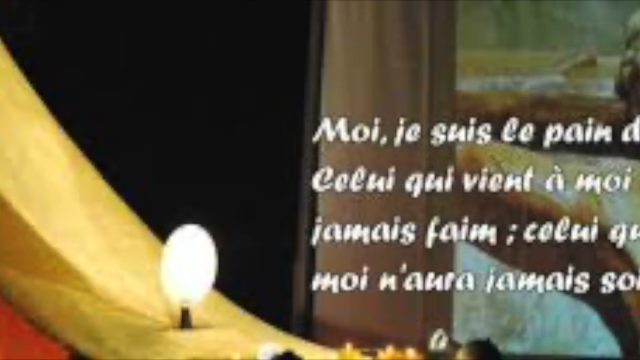 Moi, je suis le pain
Celui qui vient à moi
jamais faim ; celui
moi n'aura jamais